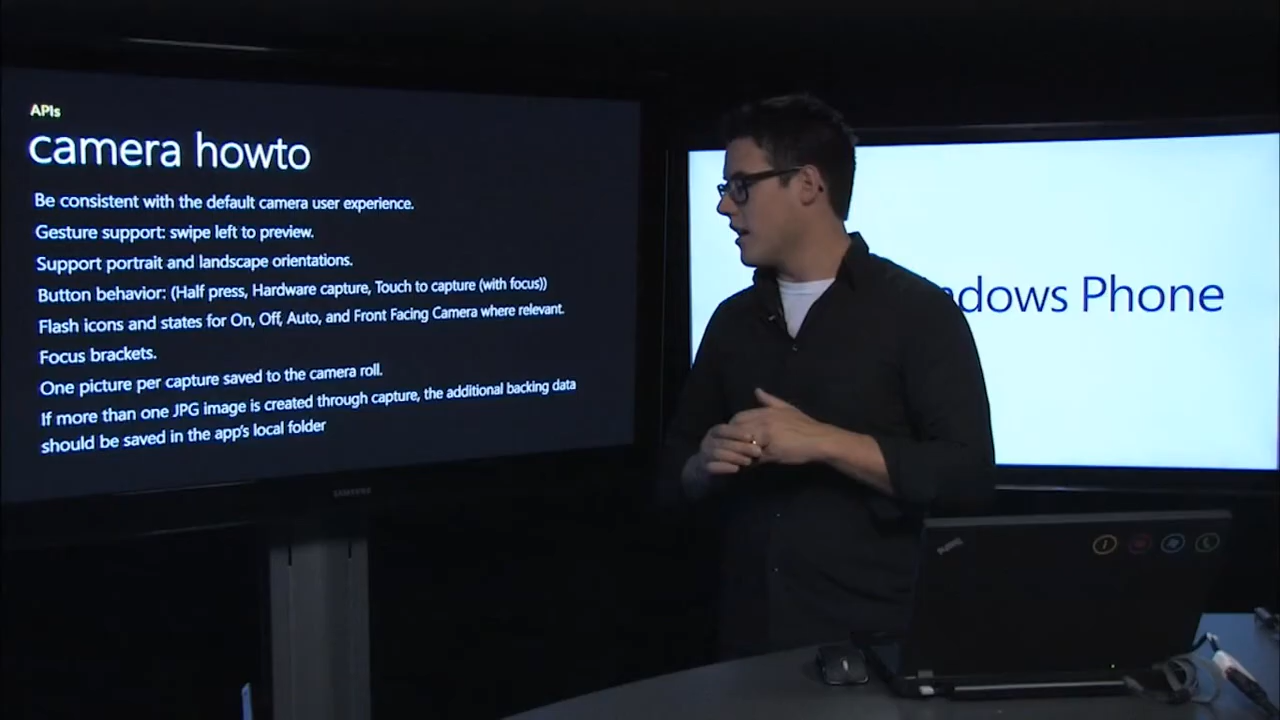 APIs
camera howto
Be consistent with the default camera user experience.
Gesture support: swipe left to preview.
Support portrait and landscape orientations.
Button behavior: (Half press, Hardware capture, Touch to capture (with focus))
Flash icons and states for On, Off, Auto, and Front Facing Camera where relevant.
Focus brackets.
One picture per capture saved to the camera roll.
If more than one JPG image is created through capture, the additional backing data
should be saved in the app's local folder
SAMSUNG
ndows Phone
ThinkPad